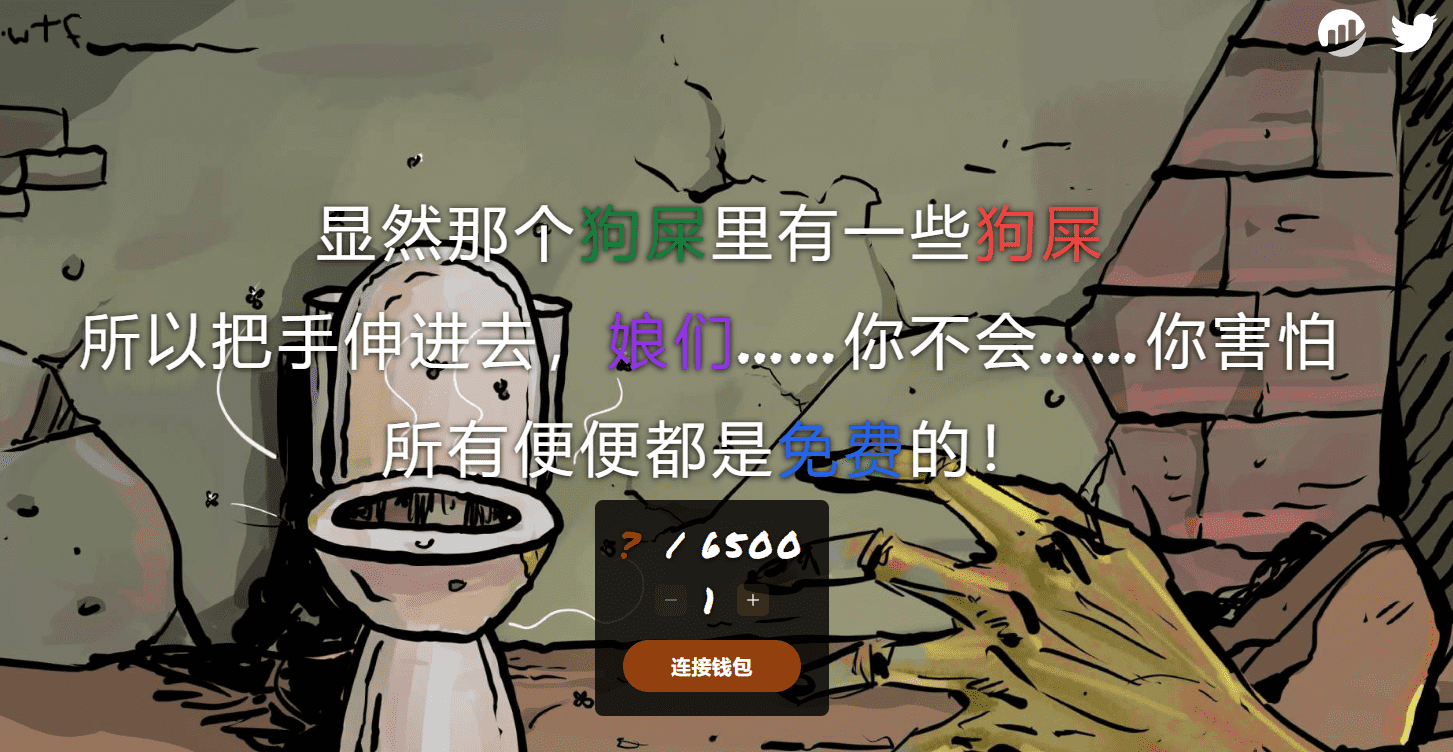 .wtf
显然那个狗屎里有一些狗屎
所以把手伸进去，娘们……你不会……你害怕
所有便便都是免费的！
? / 6500
− 1 +
连接钱包